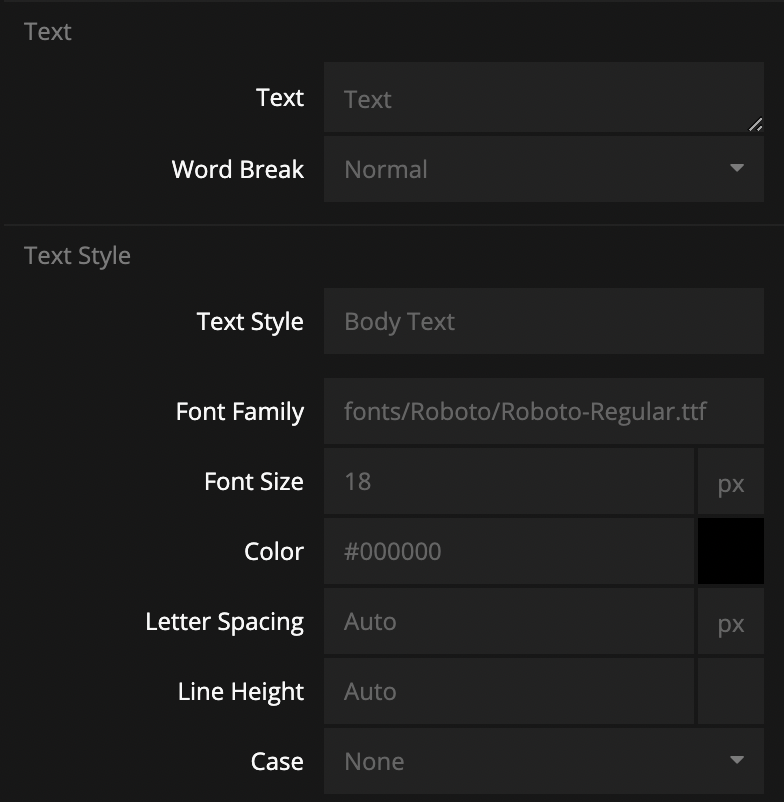 Text
Text Text
Word Break Normal
Text Style
Text Style Body Text
Font Family fonts/Roboto/Roboto-Regular.ttf
Font Size 18 px
Color #000000
Letter Spacing Auto px
Line Height Auto
Case None